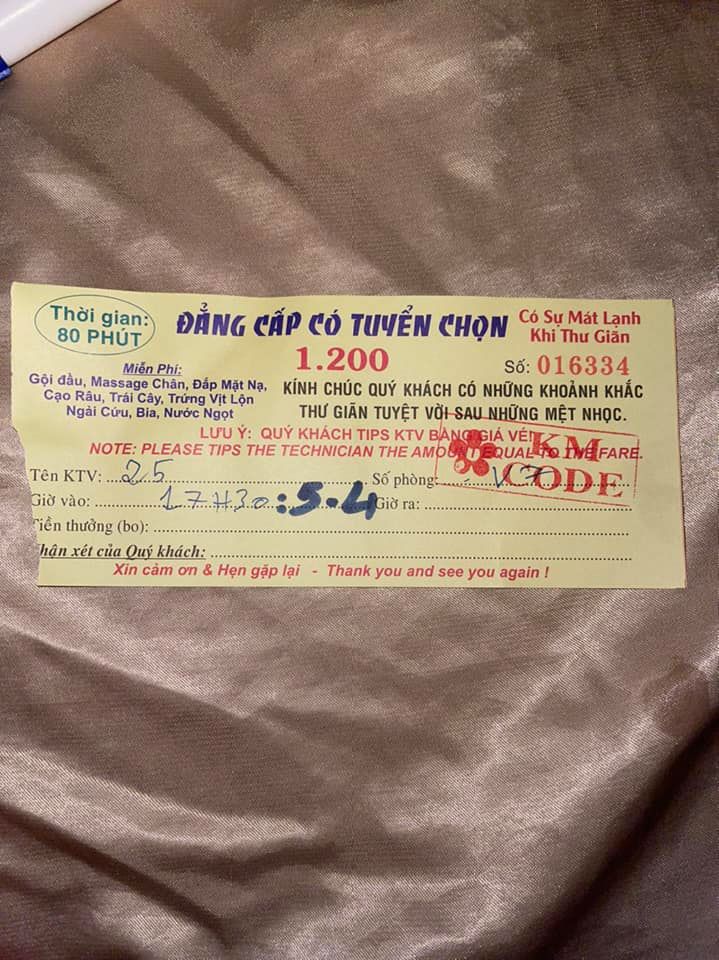 Thời gian:
80 PHÚT
ĐẲNG CẤP CÓ TUYỂN CHỌN
Có Sự Mát Lạnh
Khi Thư Giãn
1.200
Số: 016334
Miễn Phí:
Gội đầu, Massage Chân, Đắp Mặt Nạ,
Cạo Râu, Trái Cây, Trứng Vịt Lộn
Ngải Cứu, Bia, Nước Ngọt
KÍNH CHÚC QUÝ KHÁCH CÓ NHỮNG KHOẢNH KHẮC
THƯ GIÃN TUYỆT VỜI SAU NHỮNG MỆT NHỌC.
LƯU Ý: QUÝ KHÁCH TIPS KTV BẰNG GIÁ VÉ!
NOTE: PLEASE TIPS THE TECHNICIAN THE AMOUNT EQUAL TO THE FARE.
KM
CODE
Tên KTV: 25 Số phòng: V7
Giờ vào: 17H30 :5.4 Giờ ra:
Tiền thưởng (bo):
Nhận xét của Quý khách:
Xin cảm ơn & Hẹn gặp lại - Thank you and see you again !